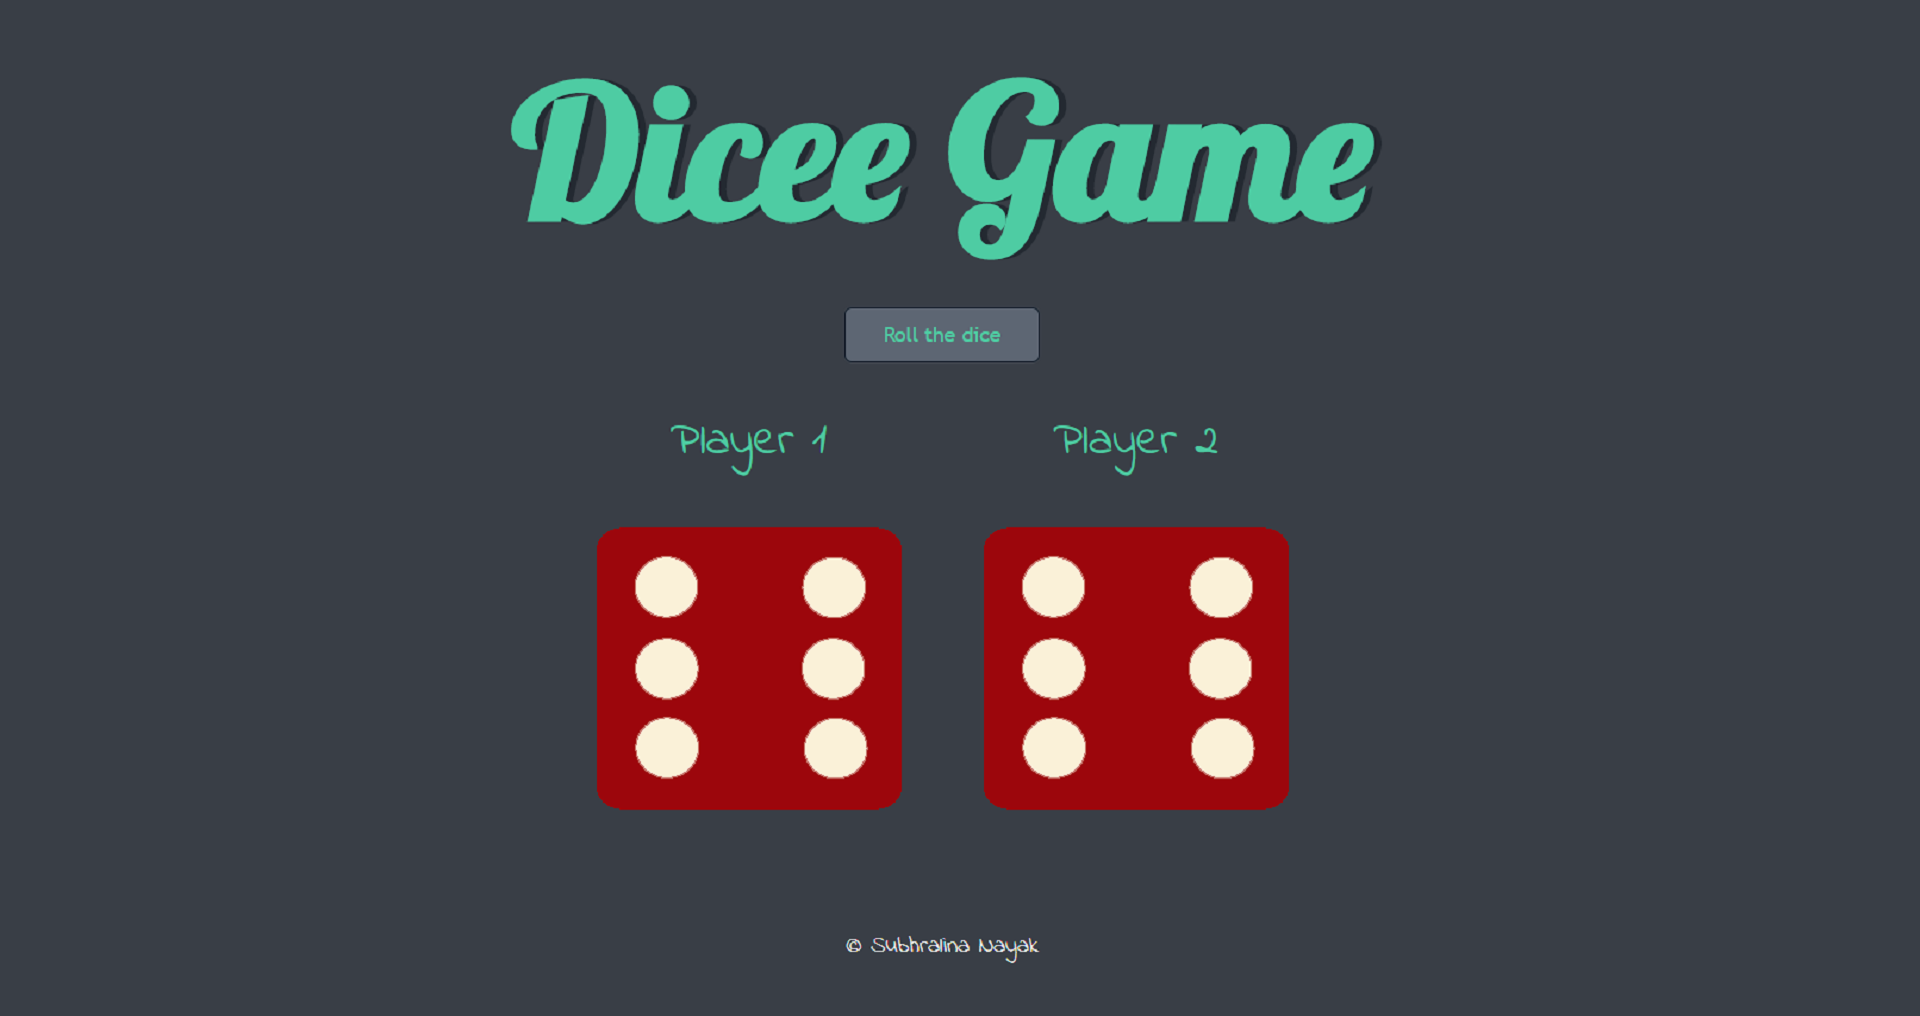 Dicee Game
Roll the dice
Player 1
Player 2
© Subhralina Nayak